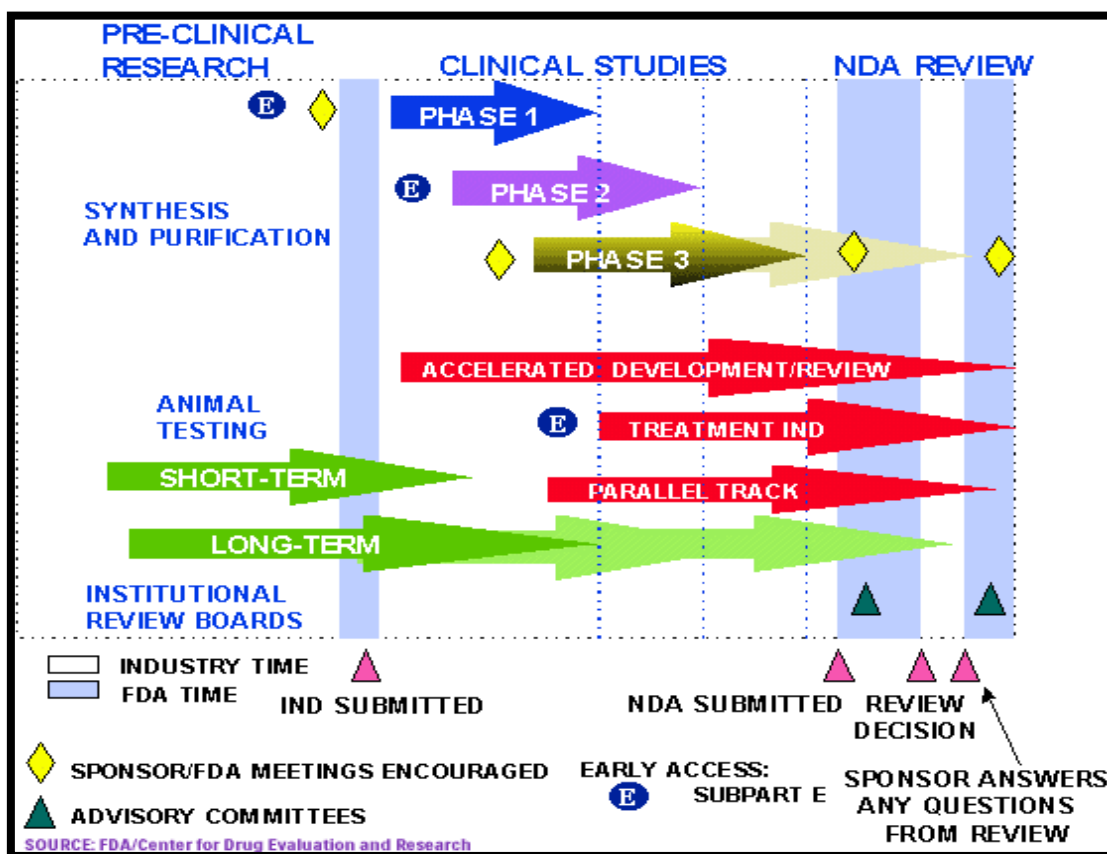 PRE-CLINICAL
RESEARCH
CLINICAL STUDIES
NDA REVIEW
E
PHASE 1
E
PHASE 2
SYNTHESIS
AND PURIFICATION
PHASE 3
ACCELERATED DEVELOPMENT/REVIEW
ANIMAL
TESTING
E
TREATMENT IND
SHORT-TERM
PARALLEL TRACK
LONG-TERM
INSTITUTIONAL
REVIEW BOARDS
INDUSTRY TIME
FDA TIME
IND SUBMITTED
NDA SUBMITTED
REVIEW
DECISION
SPONSOR/FDA MEETINGS ENCOURAGED
EARLY ACCESS:
E SUBPART E
SPONSOR ANSWERS
ANY QUESTIONS
FROM REVIEW
ADVISORY COMMITTEES
SOURCE: FDA/Center for Drug Evaluation and Research